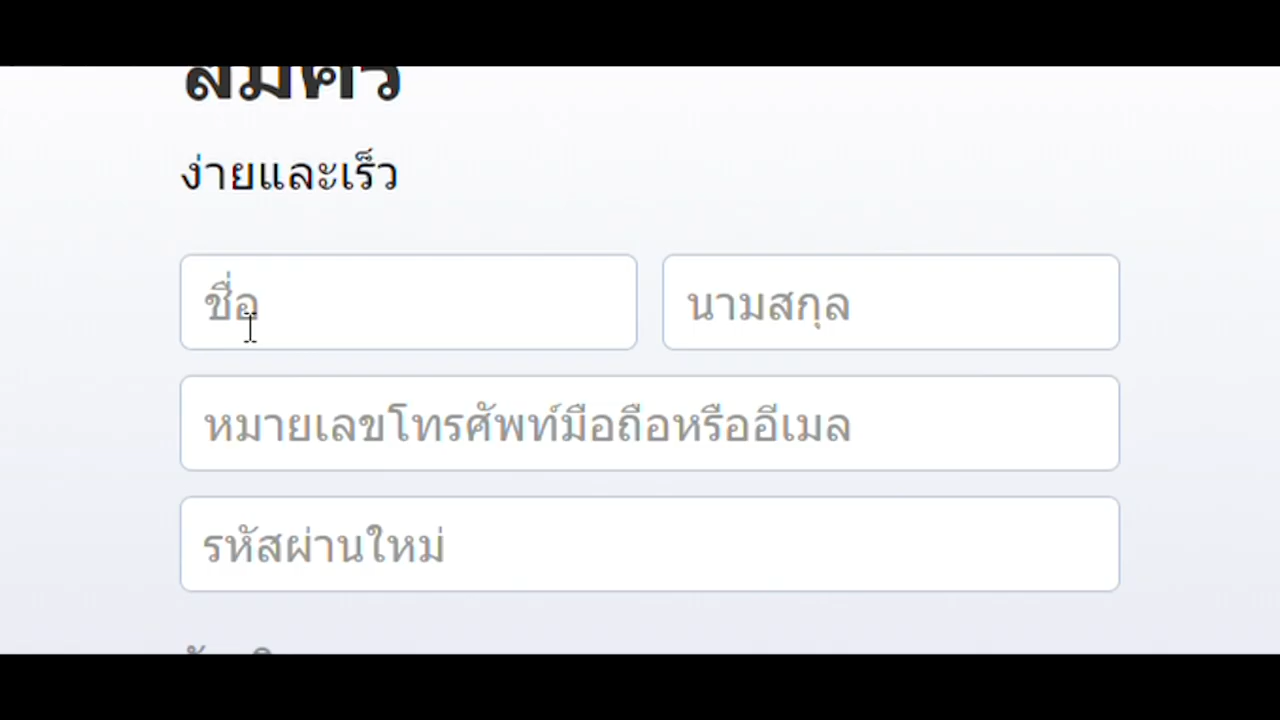 สมัคร
ง่ายและเร็ว
ชื่อ
นามสกุล
หมายเลขโทรศัพท์มือถือหรืออีเมล
รหัสผ่านใหม่